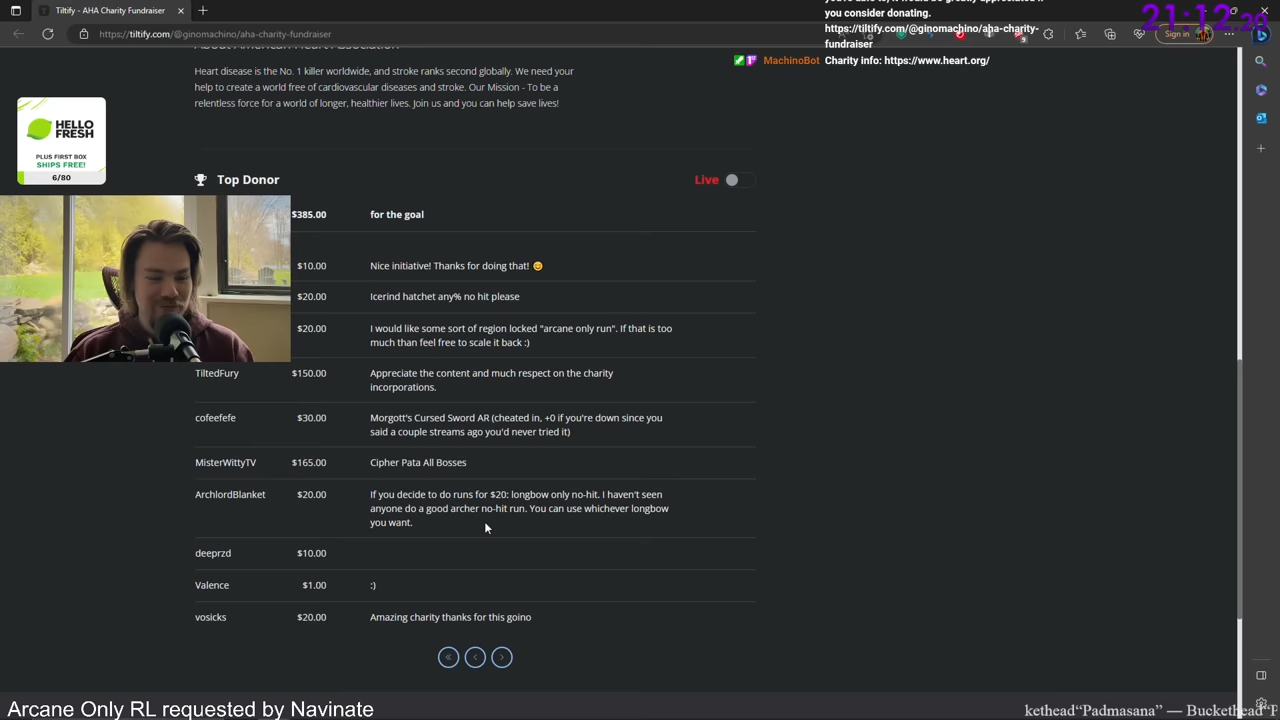 Tiltify - AHA Charity Fundraiser
https://tiltify.com/@ginomachino/aha-charity-fundraiser
Sign in
21:12.20
you consider donating.
https://tiltify.com/@ginomachino/aha-charity-
fundraiser
MachinoBot Charity info: https://www.heart.org/
About American Heart Association
Heart disease is the No. 1 killer worldwide, and stroke ranks second globally. We need your
help to create a world free of cardiovascular diseases and stroke. Our Mission - To be a
relentless force for a world of longer, healthier lives. Join us and you can help save lives!
HELLO
FRESH
PLUS FIRST BOX
SHIPS FREE!
6/80
Top Donor
Live
$385.00 for the goal
$10.00 Nice initiative! Thanks for doing that! 😊
$20.00 Icerind hatchet any% no hit please
$20.00 I would like some sort of region locked "arcane only run". If that is too
much than feel free to scale it back :)
TiltedFury $150.00 Appreciate the content and much respect on the charity
incorporations.
cofeefefe $30.00 Morgott's Cursed Sword AR (cheated in, +0 if you're down since you
said a couple streams ago you'd never tried it)
MisterWittyTV $165.00 Cipher Pata All Bosses
ArchlordBlanket $20.00 If you decide to do runs for $20: longbow only no-hit. I haven't seen
anyone do a good archer no-hit run. You can use whichever longbow
you want.
deeprzd $10.00
Valence $1.00 :)
vosicks $20.00 Amazing charity thanks for this goino
Arcane Only RL requested by Navinate
kethead“Padmasana” — Buckethead“P